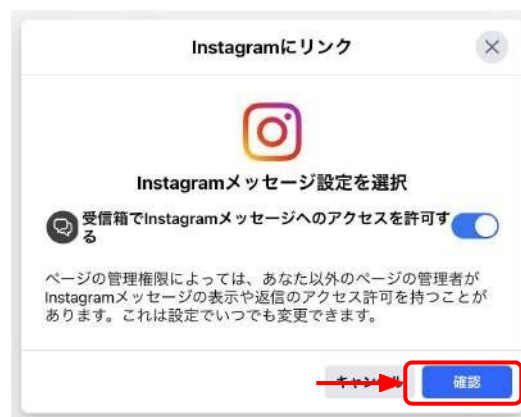 Instagramにリンク
Instagramメッセージ設定を選択
受信箱でInstagramメッセージへのアクセスを許可す
る
ページの管理権限によっては、あなた以外のページの管理者が
Instagramメッセージの表示や返信のアクセス許可を持つことが
あります。これは設定でいつでも変更できます。
キャンセル
確認